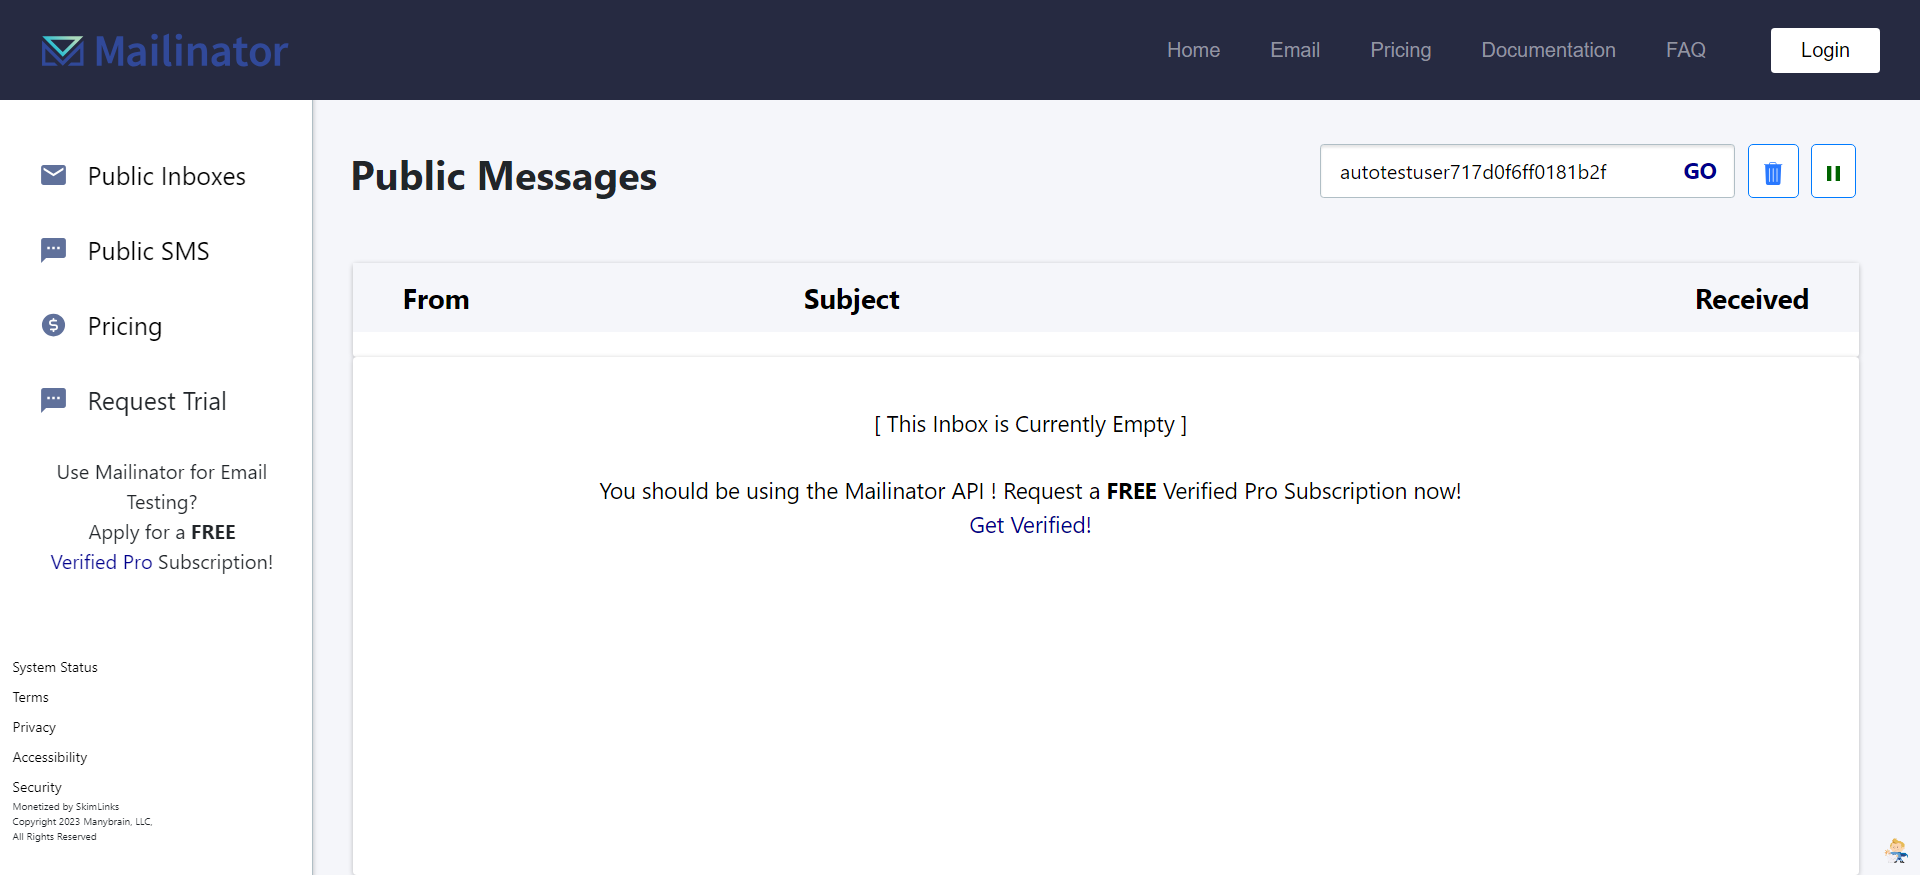 Mailinator
Home Email Pricing Documentation FAQ Login
Public Inboxes
Public SMS
Pricing
Request Trial
Use Mailinator for Email
Testing?
Apply for a FREE
Verified Pro Subscription!
System Status
Terms
Privacy
Accessibility
Security
Monetized by SkimLinks
Copyright 2023 Manybrain, LLC,
All Rights Reserved
Public Messages
autotestuser717d0f6ff0181b2f GO
From Subject Received
[ This Inbox is Currently Empty ]
You should be using the Mailinator API ! Request a FREE Verified Pro Subscription now!
Get Verified!